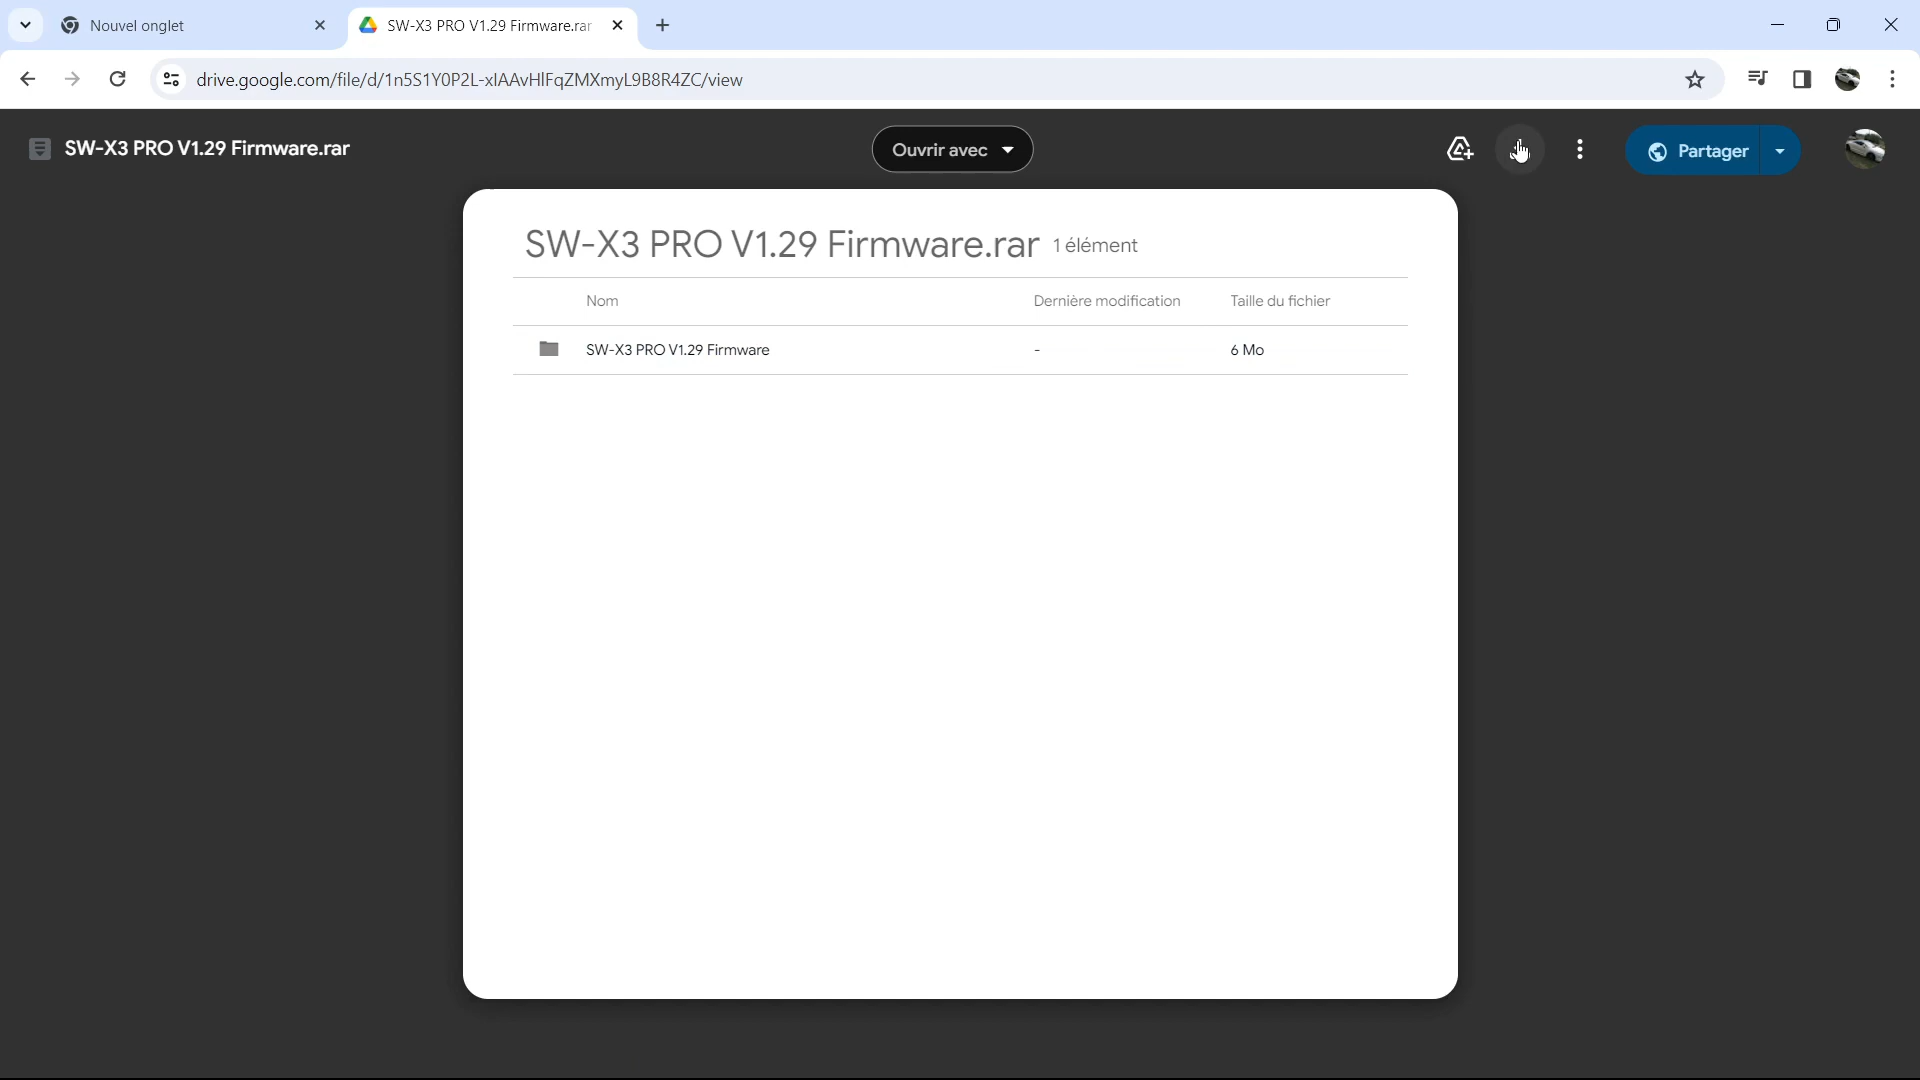 Nouvel onglet
SW-X3 PRO V1.29 Firmware.rar
drive.google.com/file/d/1n5S1Y0P2L-xlAAvHlFqZMXmyL9B8R4ZC/view
SW-X3 PRO V1.29 Firmware.rar
Ouvrir avec
Partager
SW-X3 PRO V1.29 Firmware.rar 1 élément
Nom Dernière modification Taille du fichier
SW-X3 PRO V1.29 Firmware - 6 Mo